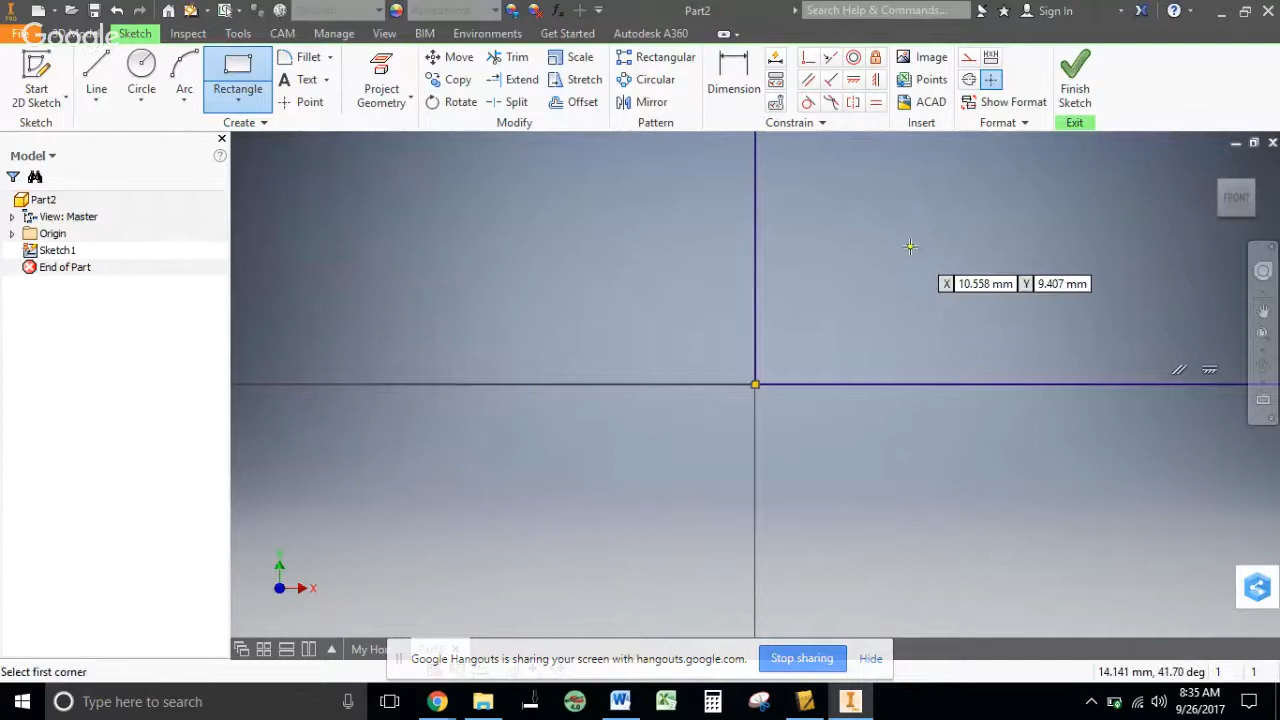 Part2
Search Help & Commands...
Sign In
Google
Sketch
Inspect
Tools
CAM
Manage
View
BIM
Environments
Get Started
Autodesk A360
Start
2D Sketch
Line
Circle
Arc
Rectangle
Fillet
Text
Point
Project
Geometry
Move
Copy
Rotate
Trim
Extend
Split
Scale
Stretch
Offset
Rectangular
Circular
Mirror
Dimension
Image
Points
ACAD
Show Format
Finish
Sketch
Sketch
Create
Modify
Pattern
Constrain
Insert
Format
Exit
Model
Part2
View: Master
Origin
Sketch1
End of Part
FRONT
X 10.558 mm Y 9.407 mm
X
My Ho
Google Hangouts is sharing your screen with hangouts.google.com.
Stop sharing
Hide
Select first corner
14.141 mm, 41.70 deg 1 1
Type here to search
8:35 AM
9/26/2017